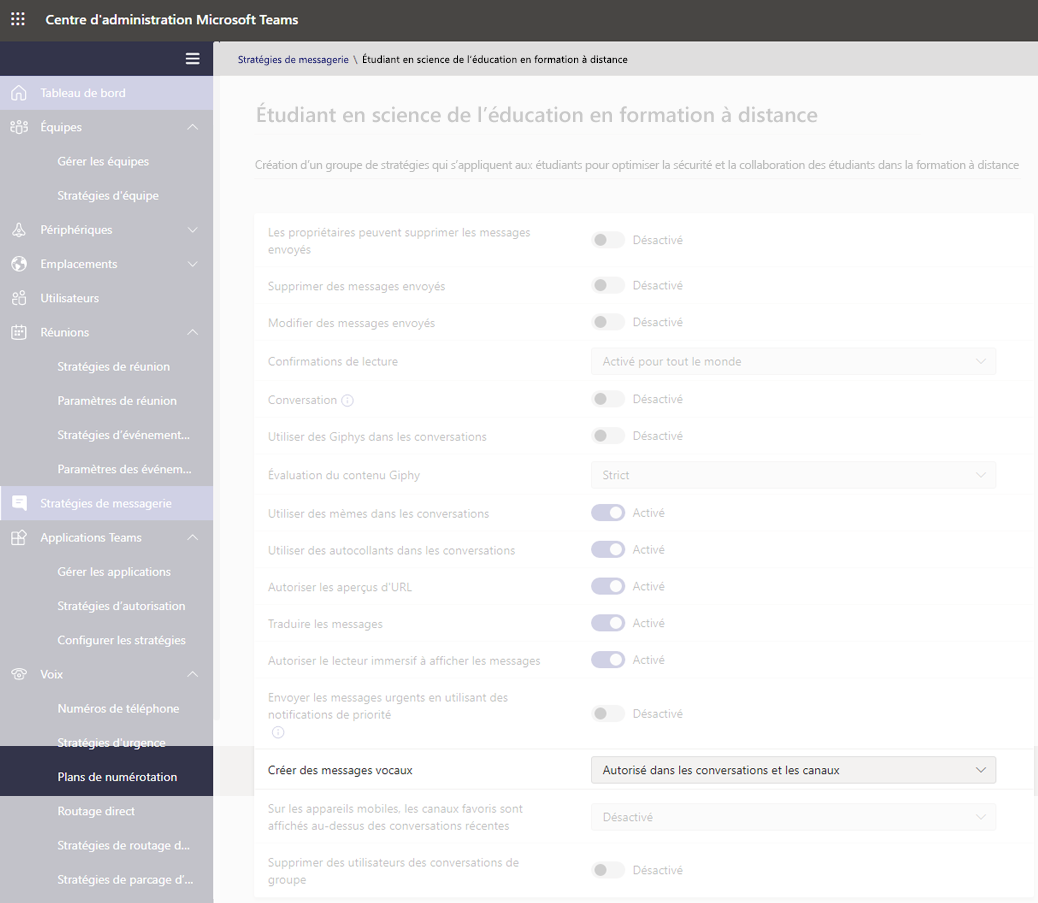 Centre d'administration Microsoft Teams
Stratégies de messagerie \ Étudiant en science de l'éducation en formation à distance
Tableau de bord
Équipes
Gérer les équipes
Stratégies d'équipe
Périphériques
Emplacements
Utilisateurs
Réunions
Stratégies de réunion
Paramètres de réunion
Stratégies d'événement...
Paramètres des événem...
Stratégies de messagerie
Applications Teams
Gérer les applications
Stratégies d'autorisation
Configurer les stratégies
Voix
Numéros de téléphone
Stratégies d'urgence
Plans de numérotation
Routage direct
Stratégies de routage d...
Stratégies de parcage d'...
Étudiant en science de l’éducation en formation à distance
Création d’un groupe de stratégies qui s’appliquent aux étudiants pour optimiser la sécurité et la collaboration des étudiants dans la formation à distance
Les propriétaires peuvent supprimer les messages
envoyés
Désactivé
Supprimer des messages envoyés
Désactivé
Modifier des messages envoyés
Désactivé
Confirmations de lecture
Activé pour tout le monde
Conversation
Désactivé
Utiliser des Giphys dans les conversations
Désactivé
Évaluation du contenu Giphy
Strict
Utiliser des mèmes dans les conversations
Activé
Utiliser des autocollants dans les conversations
Activé
Autoriser les aperçus d'URL
Activé
Traduire les messages
Activé
Autoriser le lecteur immersif à afficher les messages
Activé
Envoyer les messages urgents en utilisant des
notifications de priorité
Désactivé
Créer des messages vocaux
Autorisé dans les conversations et les canaux
Sur les appareils mobiles, les canaux favoris sont
affichés au-dessus des conversations récentes
Désactivé
Supprimer des utilisateurs des conversations de
groupe
Désactivé